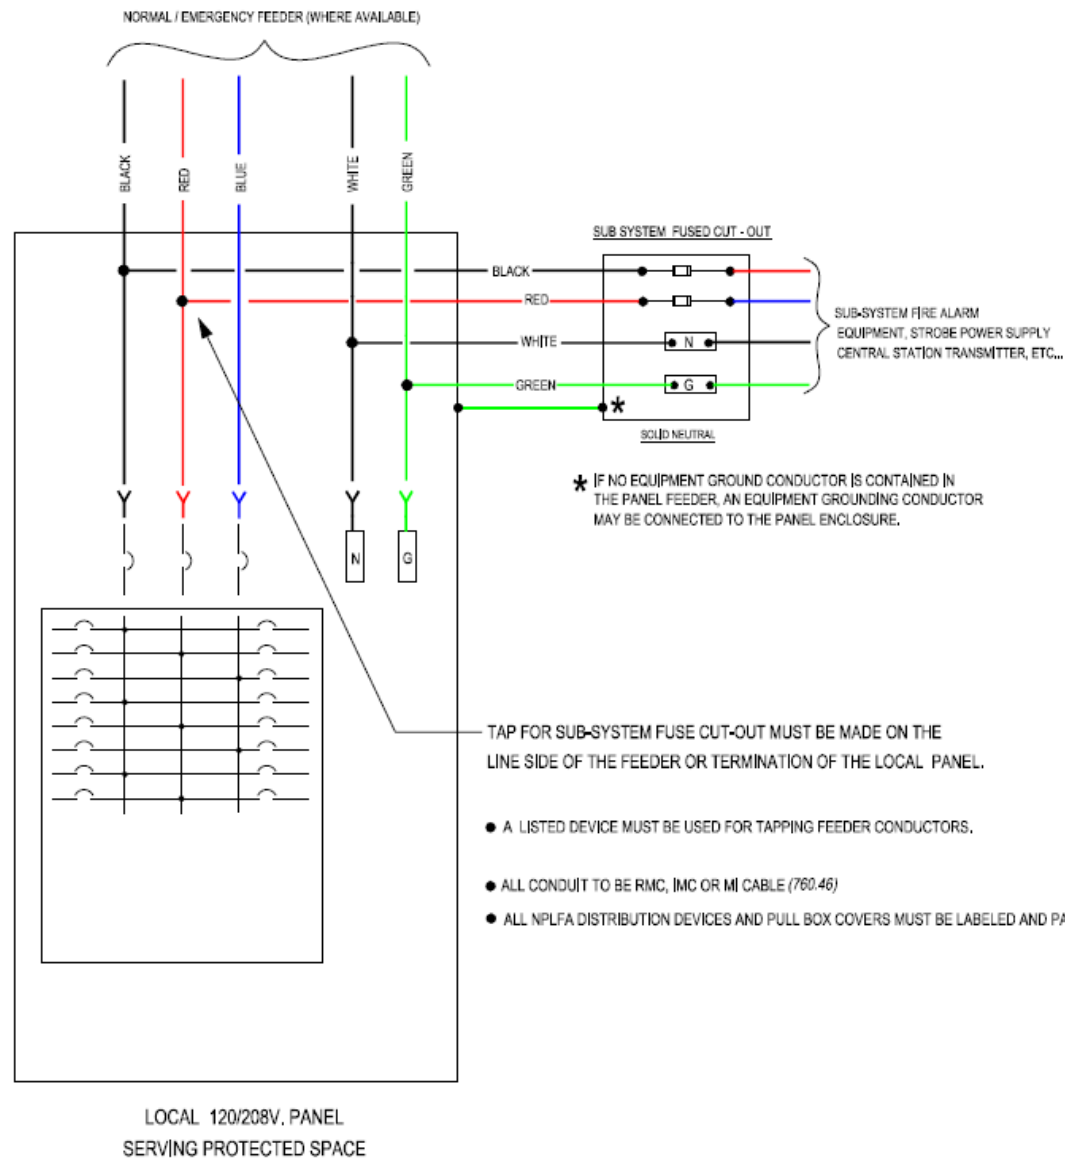 NORMAL / EMERGENCY FEEDER (WHERE AVAILABLE)
BLACK
RED
BLUE
WHITE
GREEN
SUB SYSTEM FUSED CUT - OUT
BLACK
RED
WHITE
N
GREEN
G
*
SOLID NEUTRAL
SUB-SYSTEM FIRE ALARM
EQUIPMENT, STROBE POWER SUPPLY
CENTRAL STATION TRANSMITTER, ETC...
* IF NO EQUIPMENT GROUND CONDUCTOR IS CONTAINED IN
THE PANEL FEEDER, AN EQUIPMENT GROUNDING CONDUCTOR
MAY BE CONNECTED TO THE PANEL ENCLOSURE.
N
G
TAP FOR SUB-SYSTEM FUSE CUT-OUT MUST BE MADE ON THE
LINE SIDE OF THE FEEDER OR TERMINATION OF THE LOCAL PANEL.
● A LISTED DEVICE MUST BE USED FOR TAPPING FEEDER CONDUCTORS.
● ALL CONDUIT TO BE RMC, IMC OR MI CABLE (760.46)
● ALL NPLFA DISTRIBUTION DEVICES AND PULL BOX COVERS MUST BE LABELED AND PA
LOCAL 120/208V. PANEL
SERVING PROTECTED SPACE